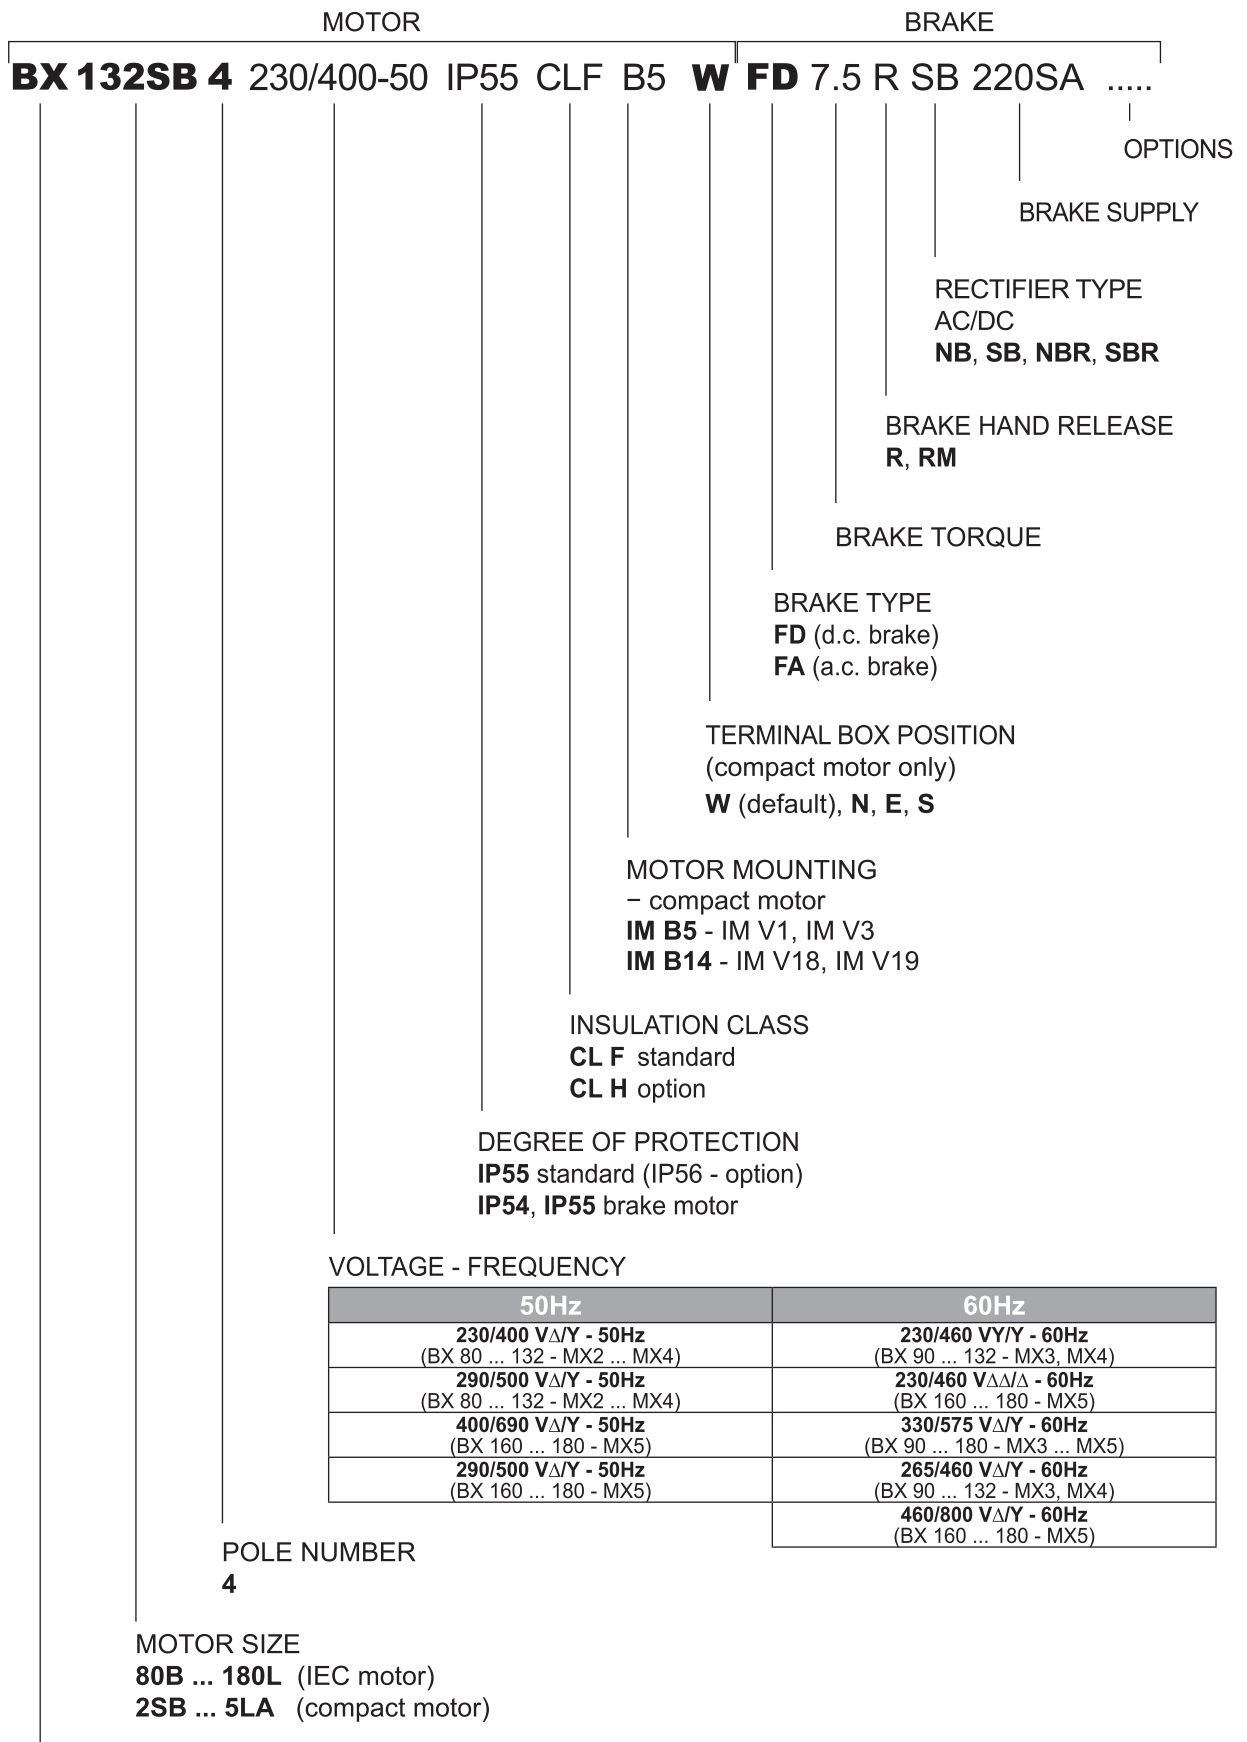 MOTOR BRAKE
BX 132SB 4 230/400-50 IP55 CLF B5 W FD 7.5 R SB 220SA .....
OPTIONS
BRAKE SUPPLY
RECTIFIER TYPE
AC/DC
NB, SB, NBR, SBR
BRAKE HAND RELEASE
R, RM
BRAKE TORQUE
BRAKE TYPE
FD (d.c. brake)
FA (a.c. brake)
TERMINAL BOX POSITION
(compact motor only)
W (default), N, E, S
MOTOR MOUNTING
− compact motor
IM B5 - IM V1, IM V3
IM B14 - IM V18, IM V19
INSULATION CLASS
CL F standard
CL H option
DEGREE OF PROTECTION
IP55 standard (IP56 - option)
IP54, IP55 brake motor
VOLTAGE - FREQUENCY
50Hz 60Hz
230/400 V∆/Y - 50Hz 230/460 VY/Y - 60Hz
(BX 80 ... 132 - MX2 ... MX4) (BX 90 ... 132 - MX3, MX4)
290/500 V∆/Y - 50Hz 230/460 V∆∆/∆ - 60Hz
(BX 80 ... 132 - MX2 ... MX4) (BX 160 ... 180 - MX5)
400/690 V∆/Y - 50Hz 330/575 V∆/Y - 60Hz
(BX 160 ... 180 - MX5) (BX 90 ... 180 - MX3 ... MX5)
290/500 V∆/Y - 50Hz 265/460 V∆/Y - 60Hz
(BX 160 ... 180 - MX5) (BX 90 ... 132 - MX3, MX4)
460/800 V∆/Y - 60Hz
(BX 160 ... 180 - MX5)
POLE NUMBER
4
MOTOR SIZE
80B ... 180L (IEC motor)
2SB ... 5LA (compact motor)